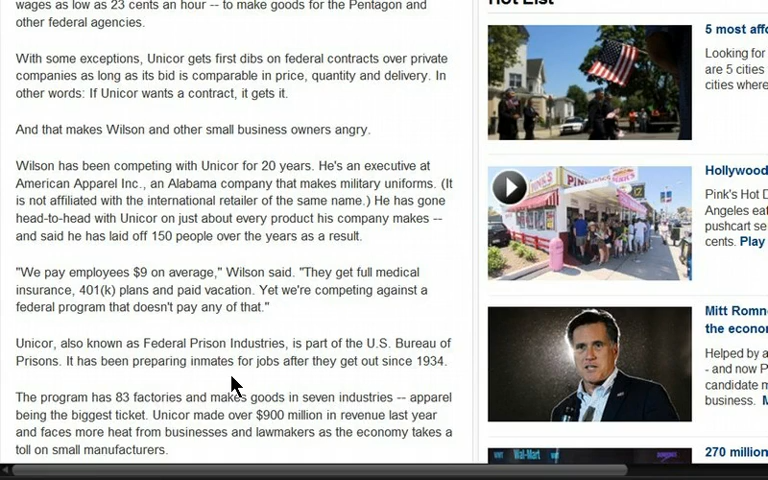 wages as low as 23 cents an hour -- to make goods for the Pentagon and
other federal agencies.
With some exceptions, Unicor gets first dibs on federal contracts over private
companies as long as its bid is comparable in price, quantity and delivery. In
other words: If Unicor wants a contract, it gets it.
And that makes Wilson and other small business owners angry.
Wilson has been competing with Unicor for 20 years. He's an executive at
American Apparel Inc., an Alabama company that makes military uniforms. (It
is not affiliated with the international retailer of the same name.) He has gone
head-to-head with Unicor on just about every product his company makes --
and said he has laid off 150 people over the years as a result.
"We pay employees $9 on average," Wilson said. "They get full medical
insurance, 401(k) plans and paid vacation. Yet we're competing against a
federal program that doesn't pay any of that."
Unicor, also known as Federal Prison Industries, is part of the U.S. Bureau of
Prisons. It has been preparing inmates for jobs after they get out since 1934.
The program has 83 factories and makes goods in seven industries -- apparel
being the biggest ticket. Unicor made over $900 million in revenue last year
and faces more heat from businesses and lawmakers as the economy takes a
toll on small manufacturers.
Hot List
5 most affo
Looking for
are 5 cities
cities where
Hollywood
Pink's Hot D
Angeles eat
pushcart se
cents. Play
Mitt Romn
the econo
Helped by a
- and now P
candidate m
business. M
270 million
Wal-Mart